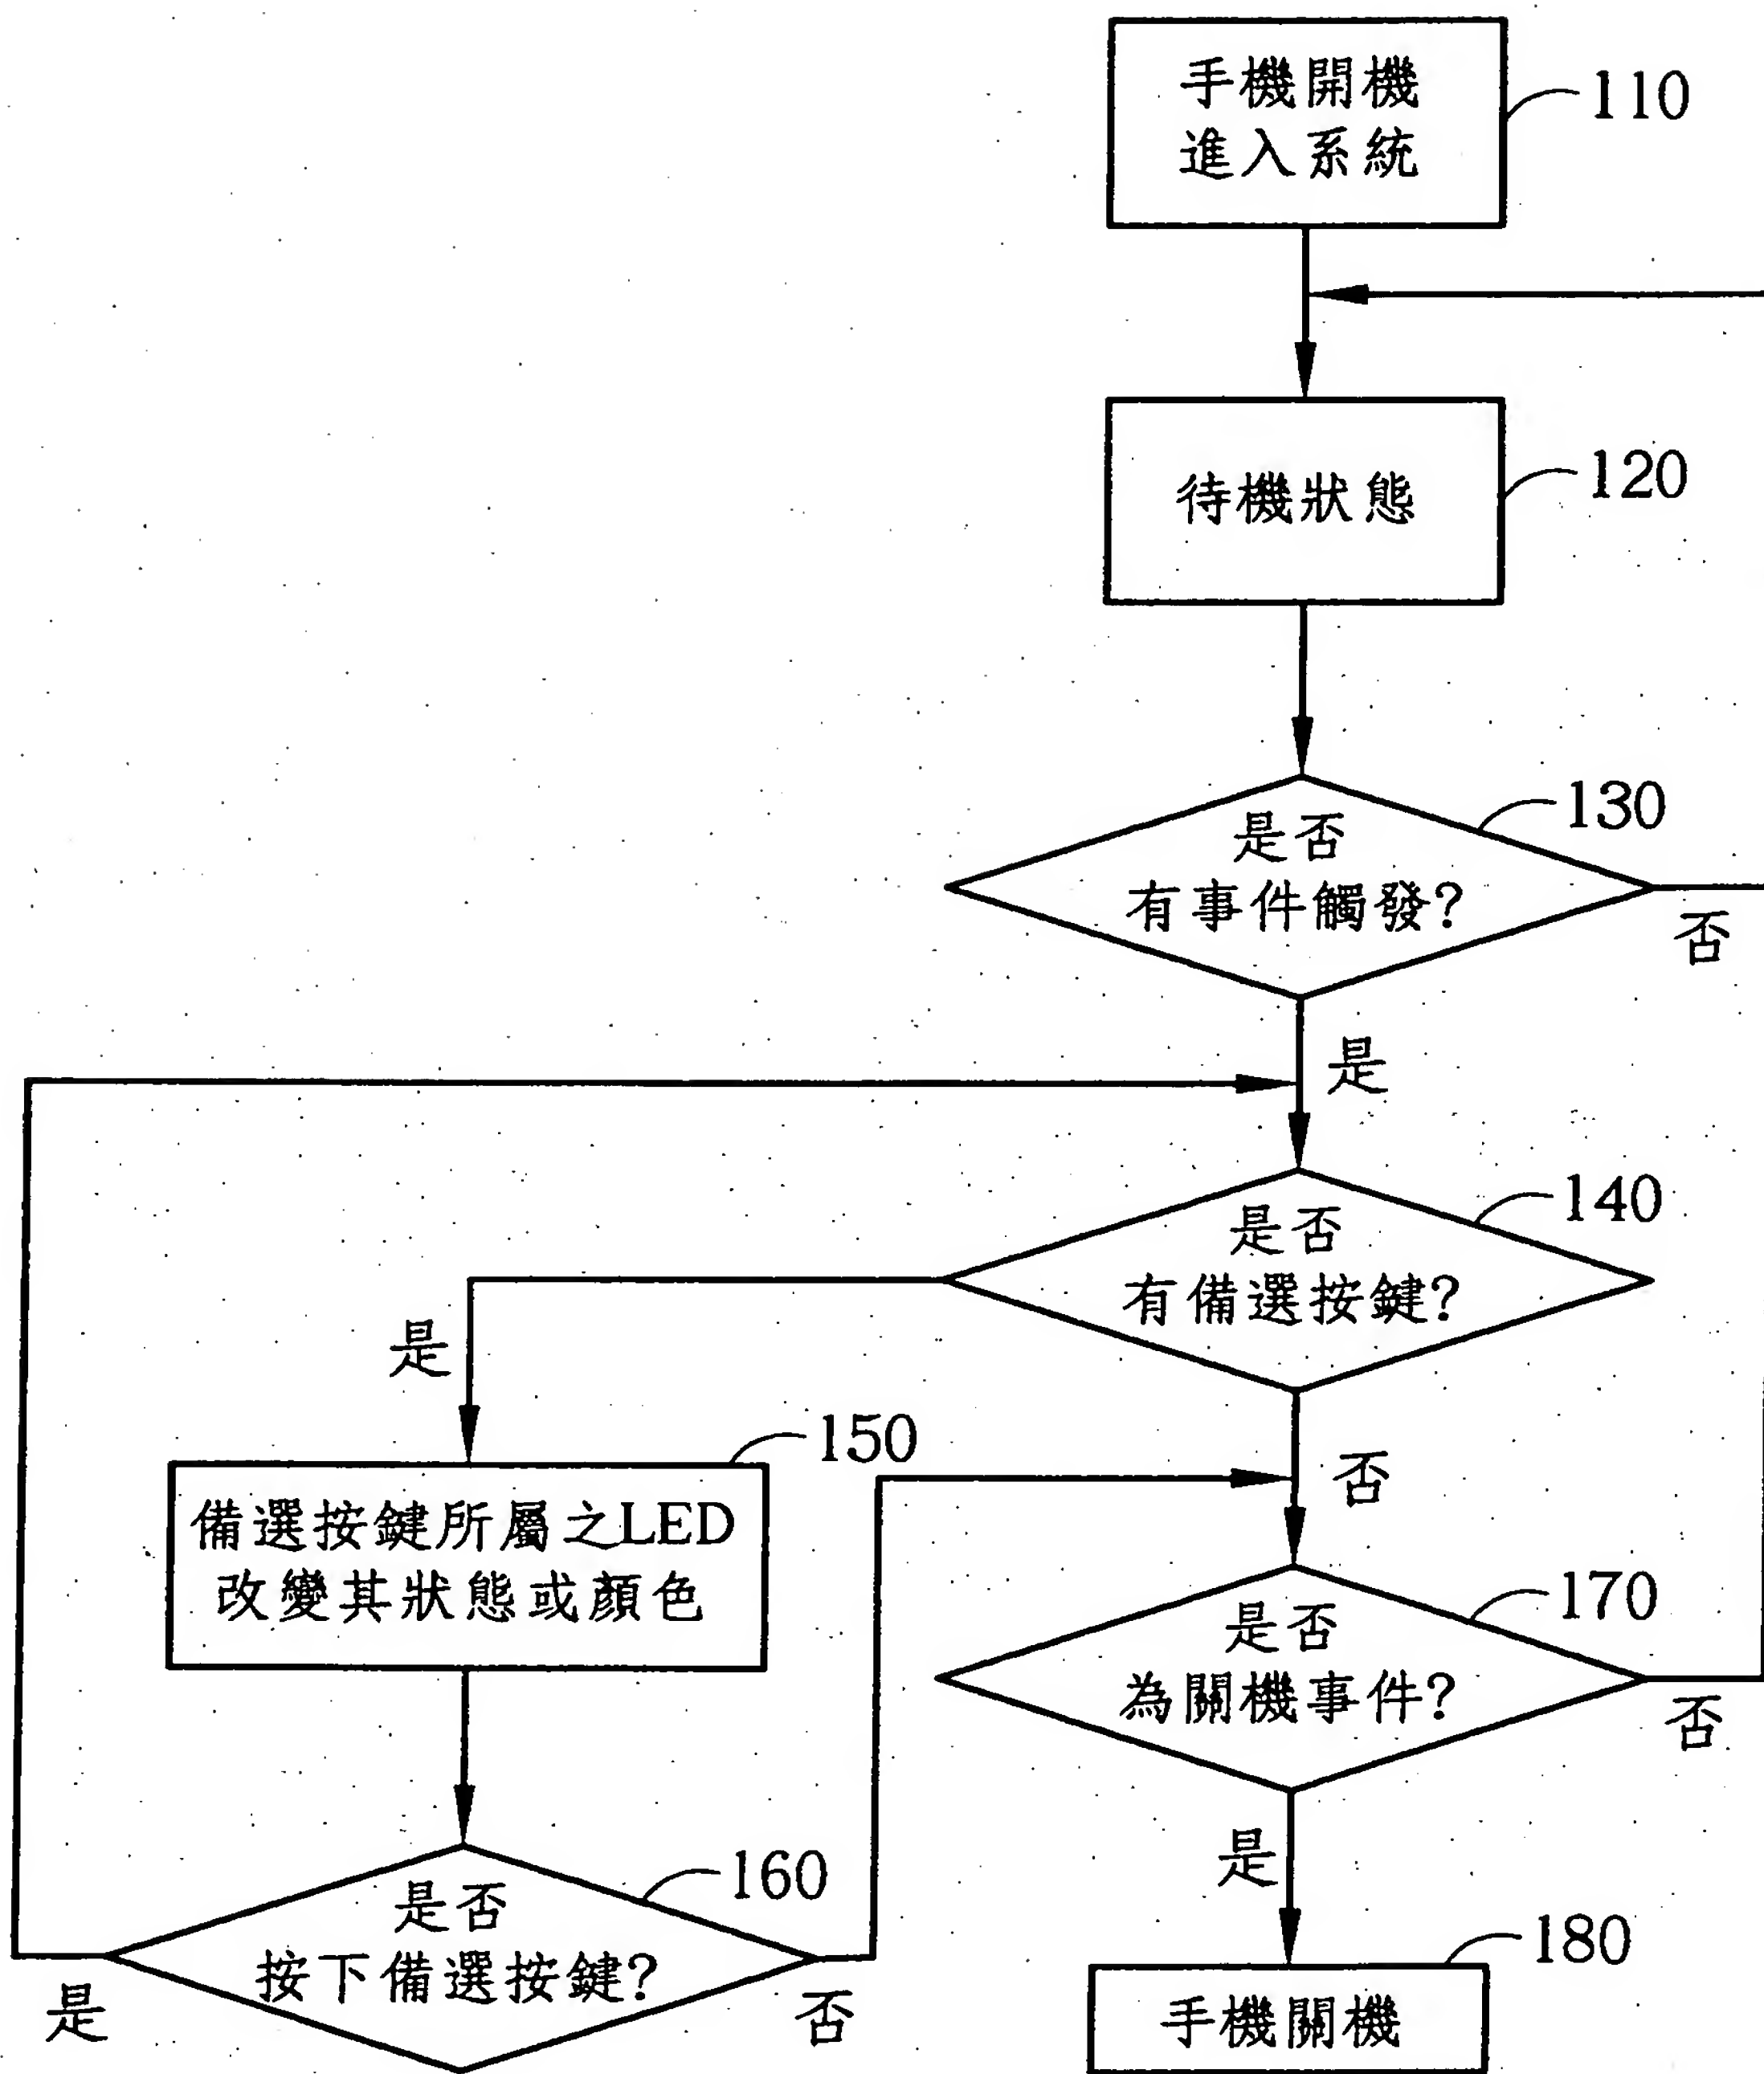 手機開機
進入系統
110
待機狀態
120
是否
有事件觸發?
130
否
是
是否
有備選按鍵?
140
是
否
備選按鍵所屬之LED
改變其狀態或顏色
150
是否
按下備選按鍵?
160
是
否
是否
為關機事件?
170
否
是
手機關機
180